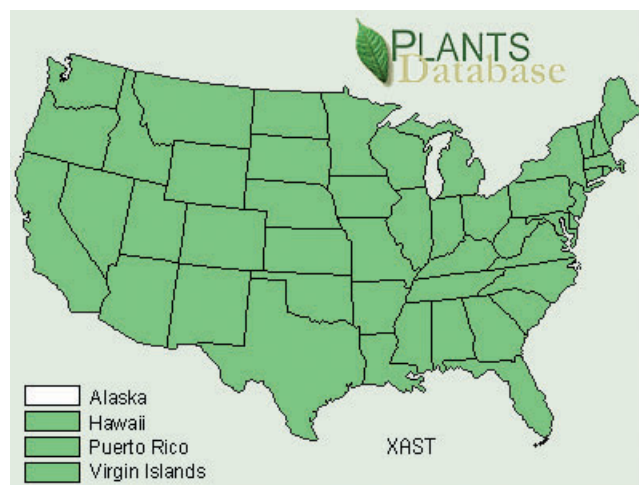 PLANTS
Database
Alaska
Hawaii
Puerto Rico
Virgin Islands
XAST